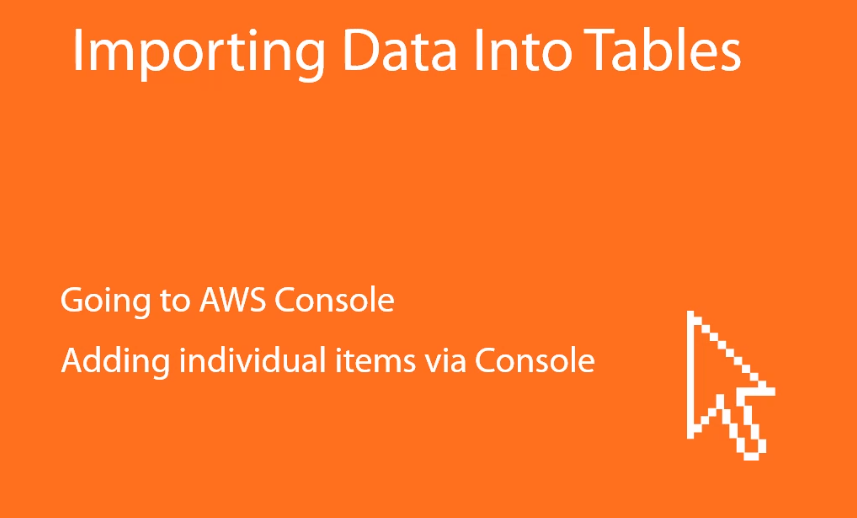 Importing Data Into Tables
Going to AWS Console
Adding individual items via Console